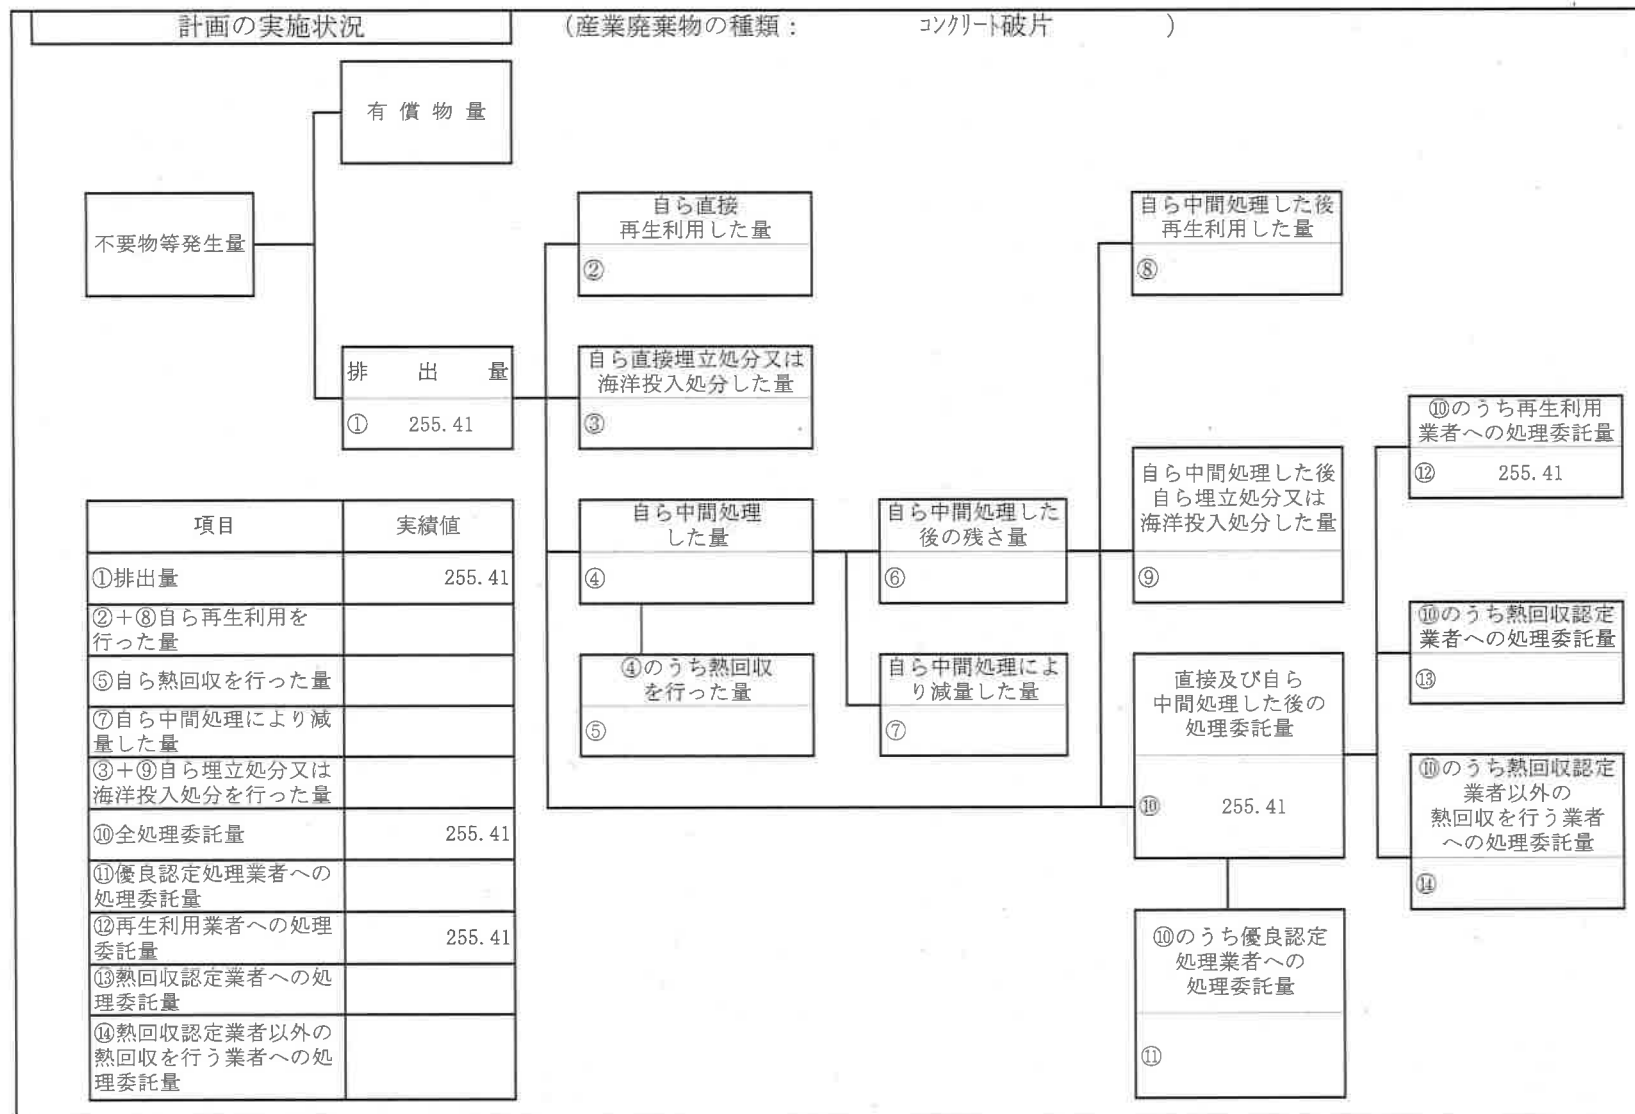 計画の実施状況
(産業廃棄物の種類： コンクリート破片 )
有 償 物 量
不要物等発生量
排 出 量
① 255.41
自ら直接
再生利用した量
②
自ら直接埋立処分又は
海洋投入処分した量
③
自ら中間処理
した量
④
④のうち熱回収
を行った量
⑤
自ら中間処理した
後の残さ量
⑥
自ら中間処理によ
り減量した量
⑦
自ら中間処理した後
再生利用した量
⑧
自ら中間処理した後
自ら埋立処分又は
海洋投入処分した量
⑨
直接及び自ら
中間処理した後の
処理委託量
⑩ 255.41
⑩のうち優良認定
処理業者への
処理委託量
⑪
⑩のうち再生利用
業者への処理委託量
⑫ 255.41
⑩のうち熱回収認定
業者への処理委託量
⑬
⑩のうち熱回収認定
業者以外の
熱回収を行う業者
への処理委託量
⑭
項目 実績値
①排出量 255.41
②＋⑧自ら再生利用を
行った量
⑤自ら熱回収を行った量
⑦自ら中間処理により減
量した量
③＋⑨自ら埋立処分又は
海洋投入処分を行った量
⑩全処理委託量 255.41
⑪優良認定処理業者への
処理委託量
⑫再生利用業者への処理
委託量 255.41
⑬熱回収認定業者への処
理委託量
⑭熱回収認定業者以外の
熱回収を行う業者への処
理委託量